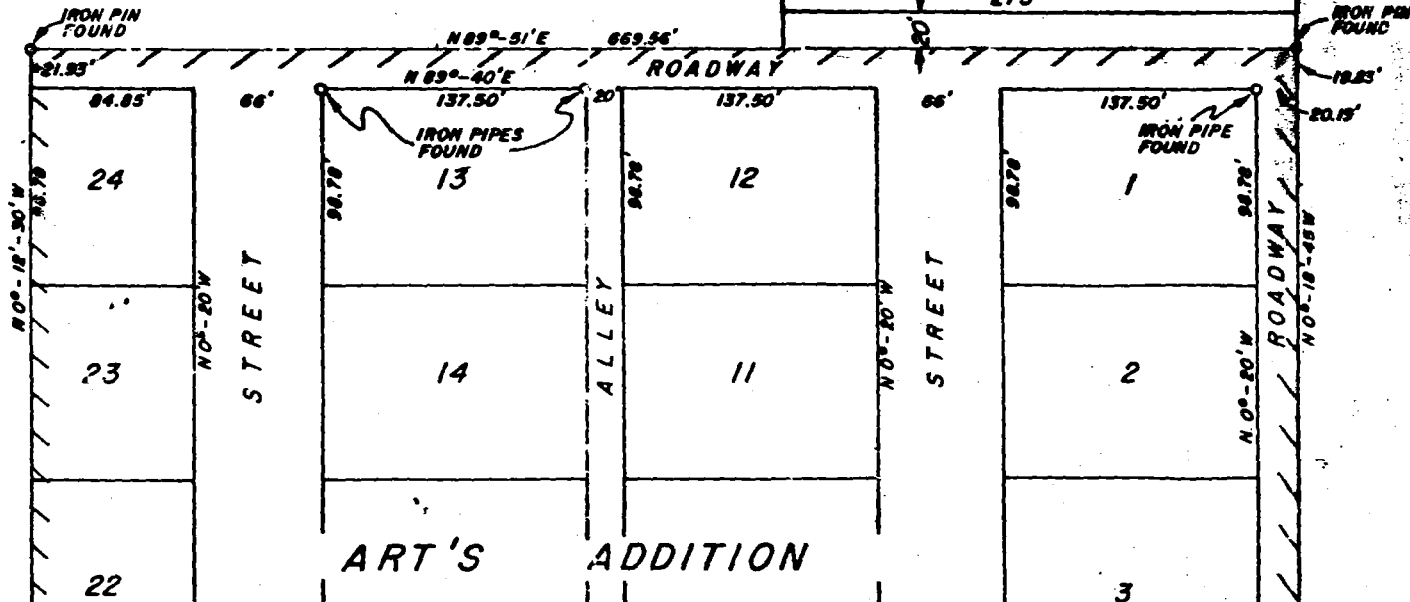 IRON PIN
FOUND
275
20'
IRON PIN
FOUND
N 89°-51'E 669.56'
21.93'
ROADWAY
19.83'
N 89°-40'E
84.85' 66' 137.50' 20' 137.50' 66' 137.50'
20.15'
IRON PIPES
FOUND
IRON PIPE
FOUND
24 13 12 1
98.78' 98.78' 98.78' 98.78' 98.78'
N 0°-12'-30"W
N 0°-20'W
STREET
ALLEY
N 0°-20'W
STREET
N 0°-20'W
ROADWAY
N 0°-18'-45W
23 14 11 2
ART'S ADDITION
22 3